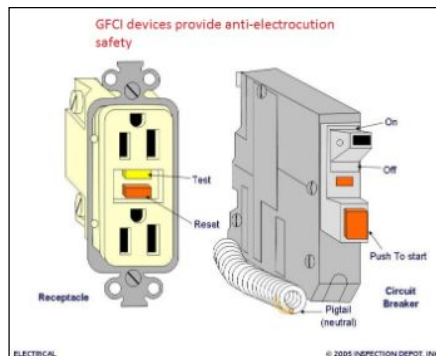 GFCI devices provide anti-electrocution
safety
On
Off
Test
Reset
Push To start
Receptacle
Circuit
Breaker
Pigtail
(neutral)
ELECTRICAL
© 2005 INSPECTION DEPOT, INC